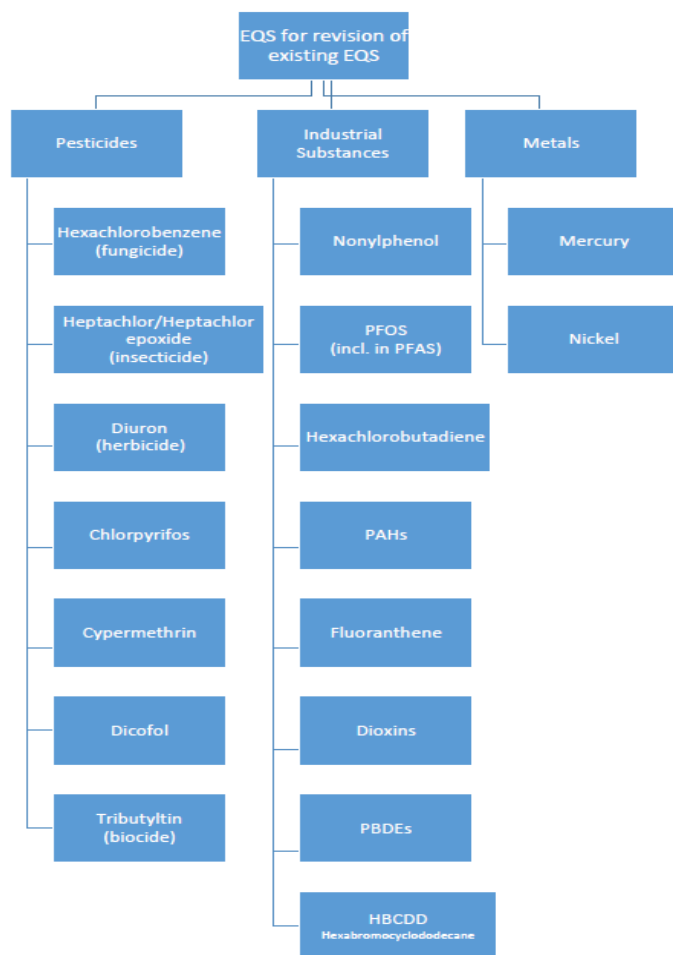 EQS for revision of
existing EQS
Pesticides
Industrial
Substances
Metals
Hexachlorobenzene
(fungicide)
Heptachlor/Heptachlor
epoxide
(insecticide)
Diuron
(herbicide)
Chlorpyrifos
Cypermethrin
Dicofol
Tributyltin
(biocide)
Nonylphenol
PFOS
(incl. in PFAS)
Hexachlorobutadiene
PAHs
Fluoranthene
Dioxins
PBDEs
HBCDD
Hexabromocyclododecane
Mercury
Nickel